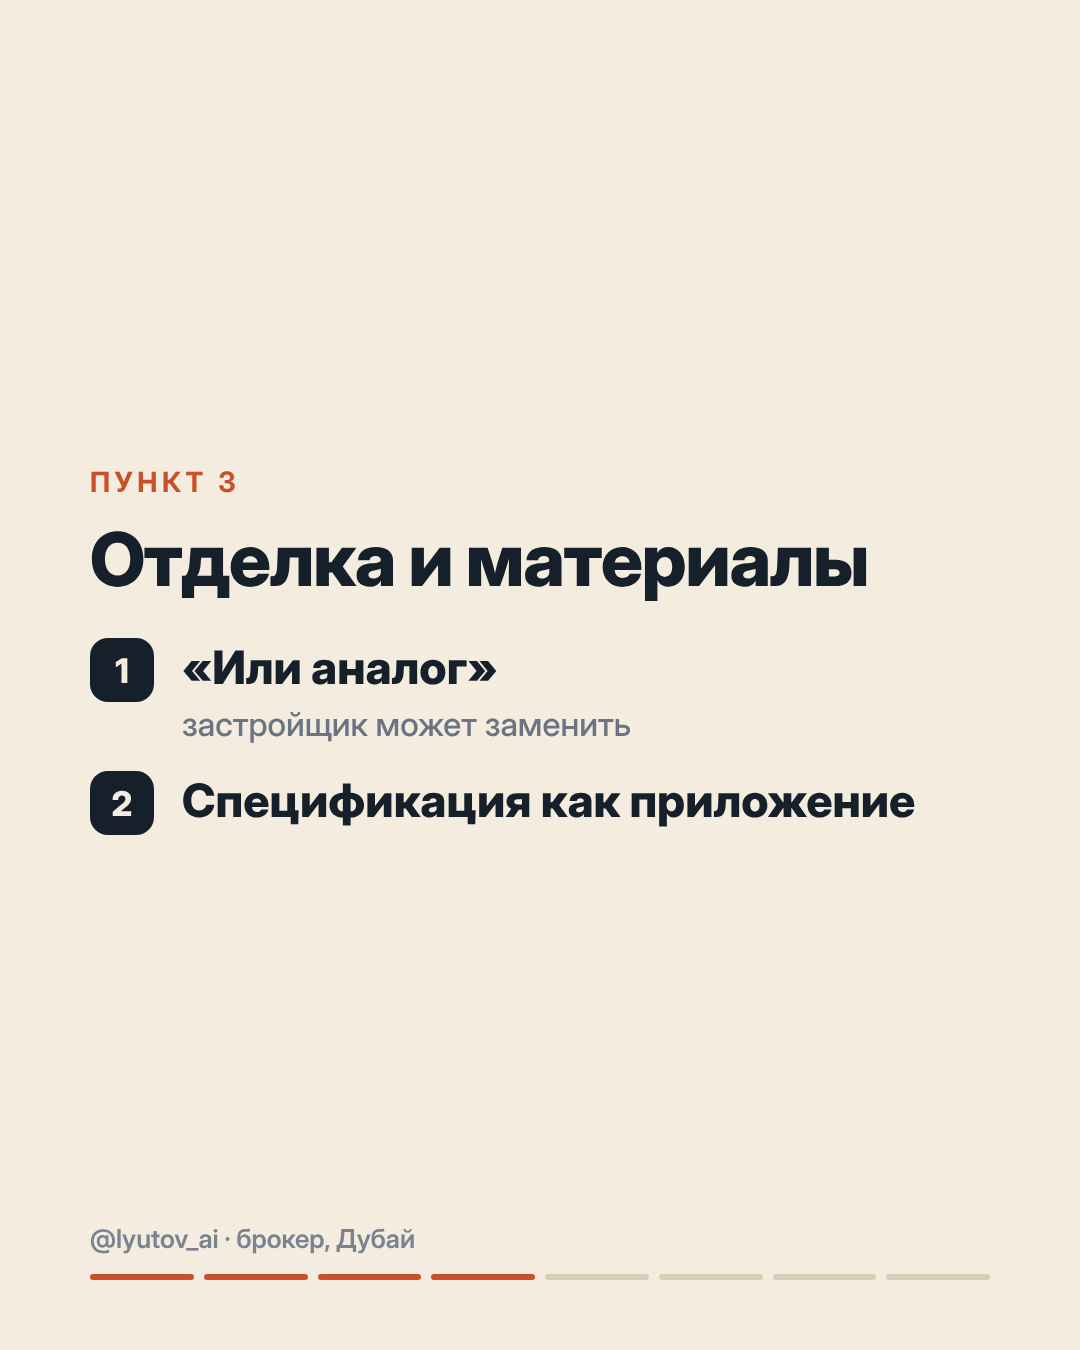 ПУНКТ 3
Отделка и материалы
1 «Или аналог»
застройщик может заменить
2 Спецификация как приложение
@lyutov_ai · брокер, Дубай